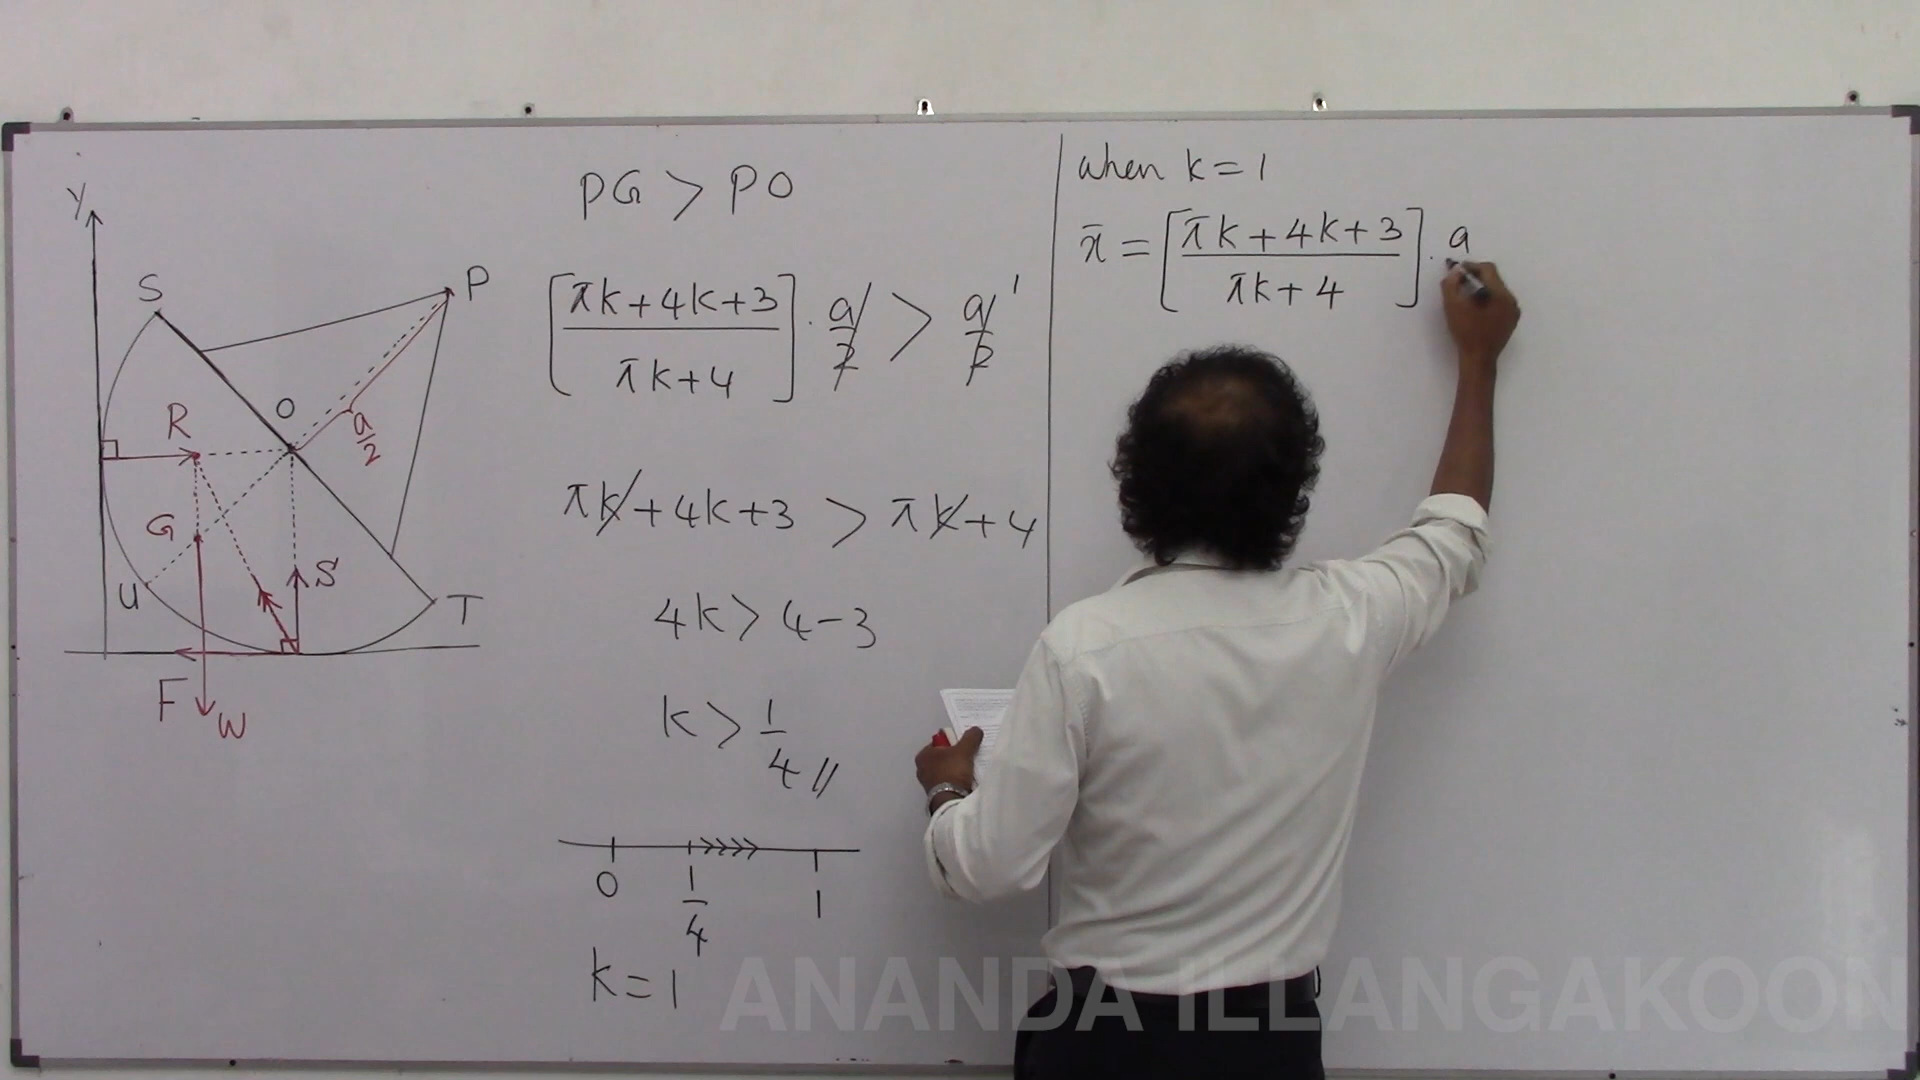 Y
S
P
O
R
a/2
G
U
S
T
F
W
PG > PO
[(πk+4k+3)/(πk+4)] · a/2 > a/2 1
πk+4k+3 > πk+4
4k > 4-3
k > 1/4 //
0 1/4 1
k=1
when k=1
x̄ = [(πk+4k+3)/(πk+4)] · a
ANANDA ILLANGAKOON